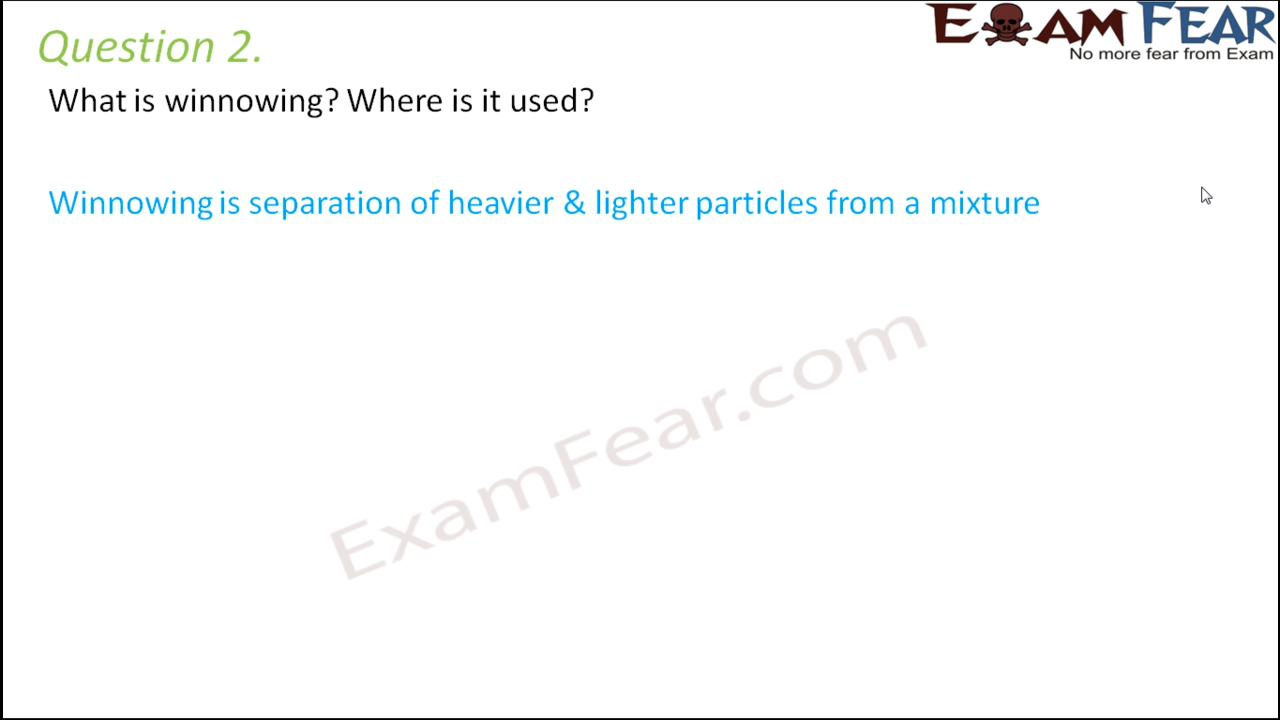 Question 2.
EXAM FEAR
No more fear from Exam
What is winnowing? Where is it used?
Winnowing is separation of heavier & lighter particles from a mixture
ExamFear.com